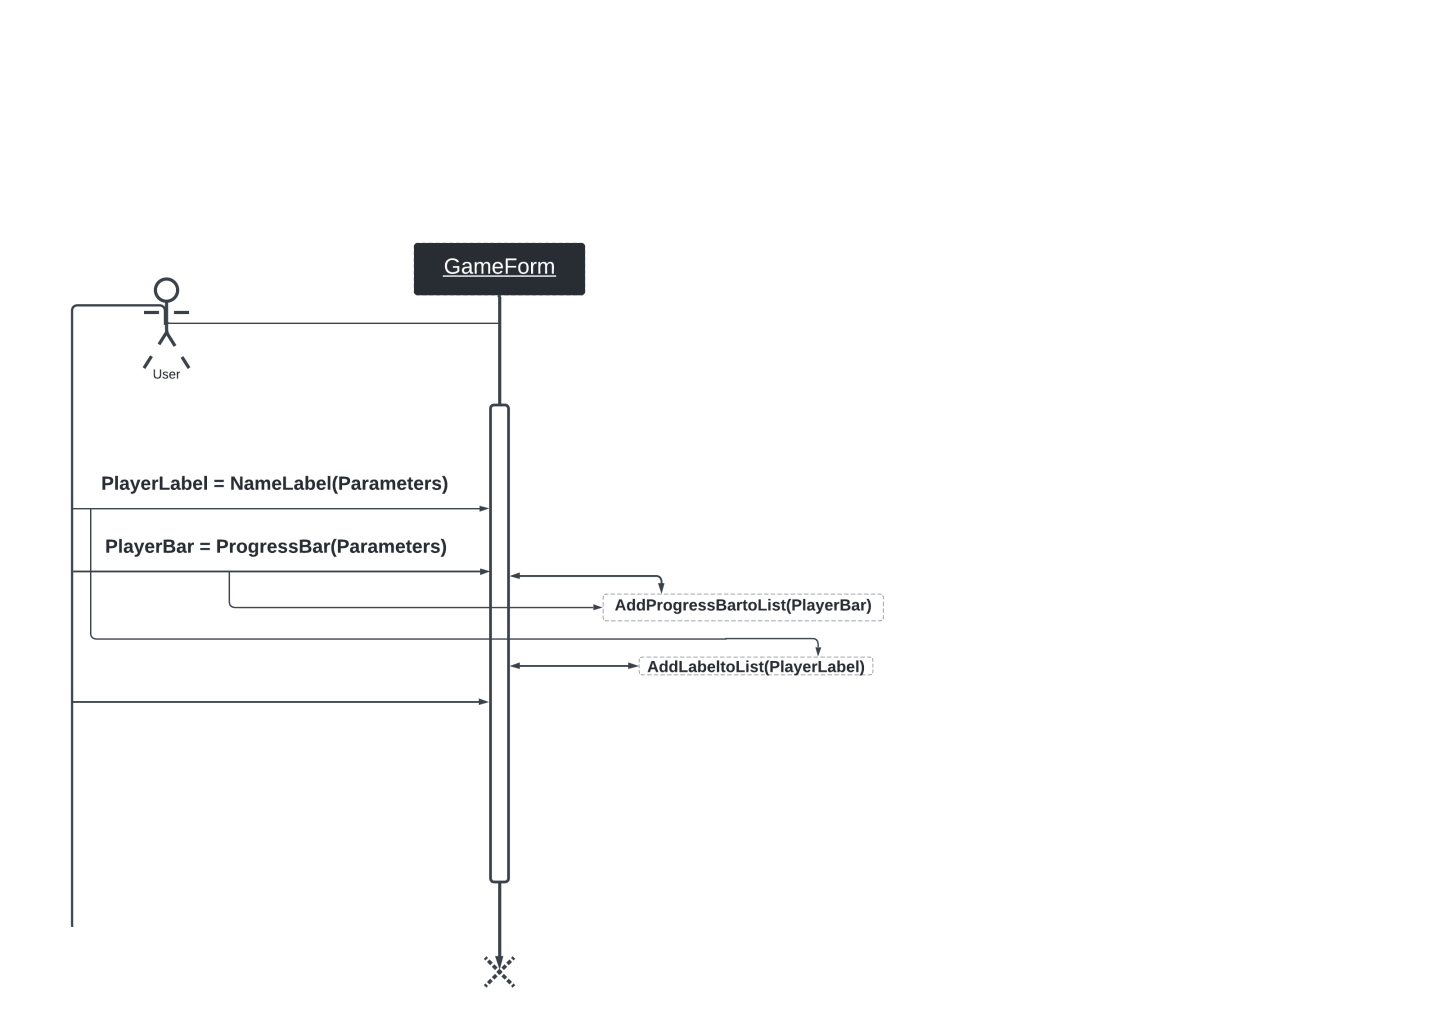 GameForm
User
PlayerLabel = NameLabel(Parameters)
PlayerBar = ProgressBar(Parameters)
AddProgressBartoList(PlayerBar)
AddLabeltoList(PlayerLabel)